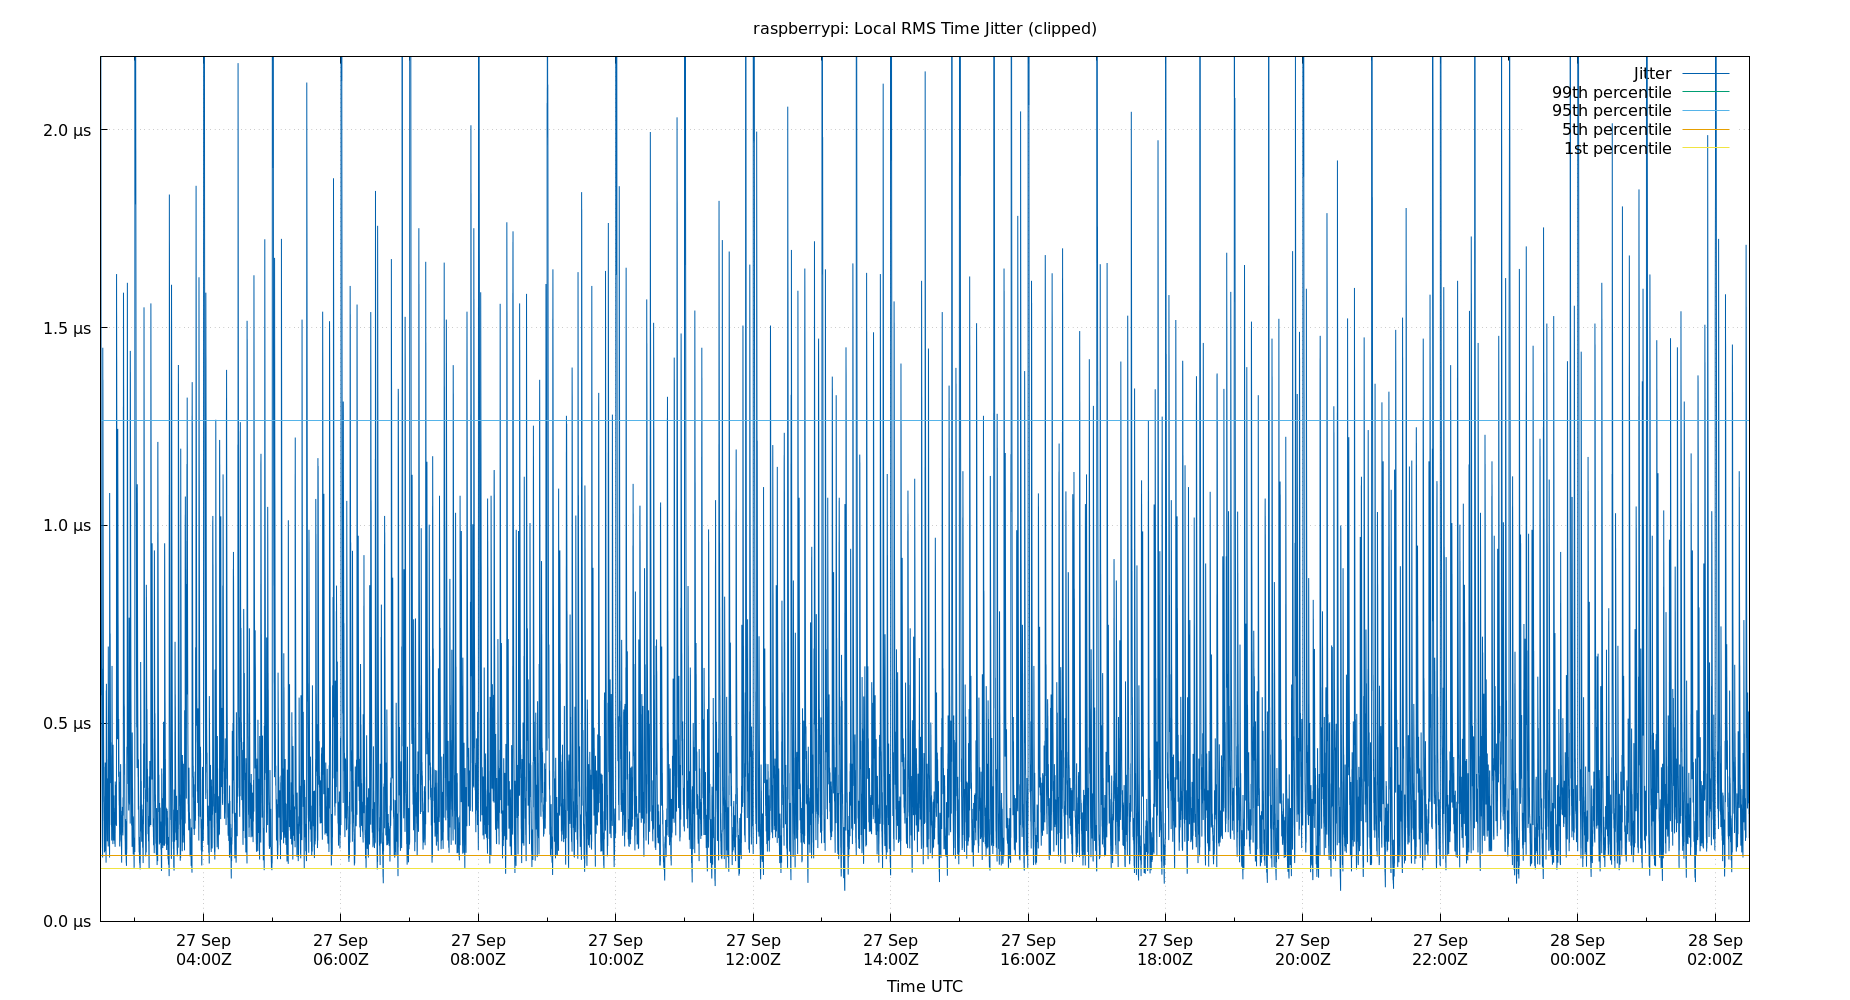 raspberrypi: Local RMS Time Jitter (clipped)
Jitter
99th percentile
95th percentile
5th percentile
1st percentile
2.0 µs
1.5 µs
1.0 µs
0.5 µs
0.0 µs
27 Sep 27 Sep 27 Sep 27 Sep 27 Sep 27 Sep 27 Sep 27 Sep 27 Sep 27 Sep 28 Sep 28 Sep
04:00Z 06:00Z 08:00Z 10:00Z 12:00Z 14:00Z 16:00Z 18:00Z 20:00Z 22:00Z 00:00Z 02:00Z
Time UTC